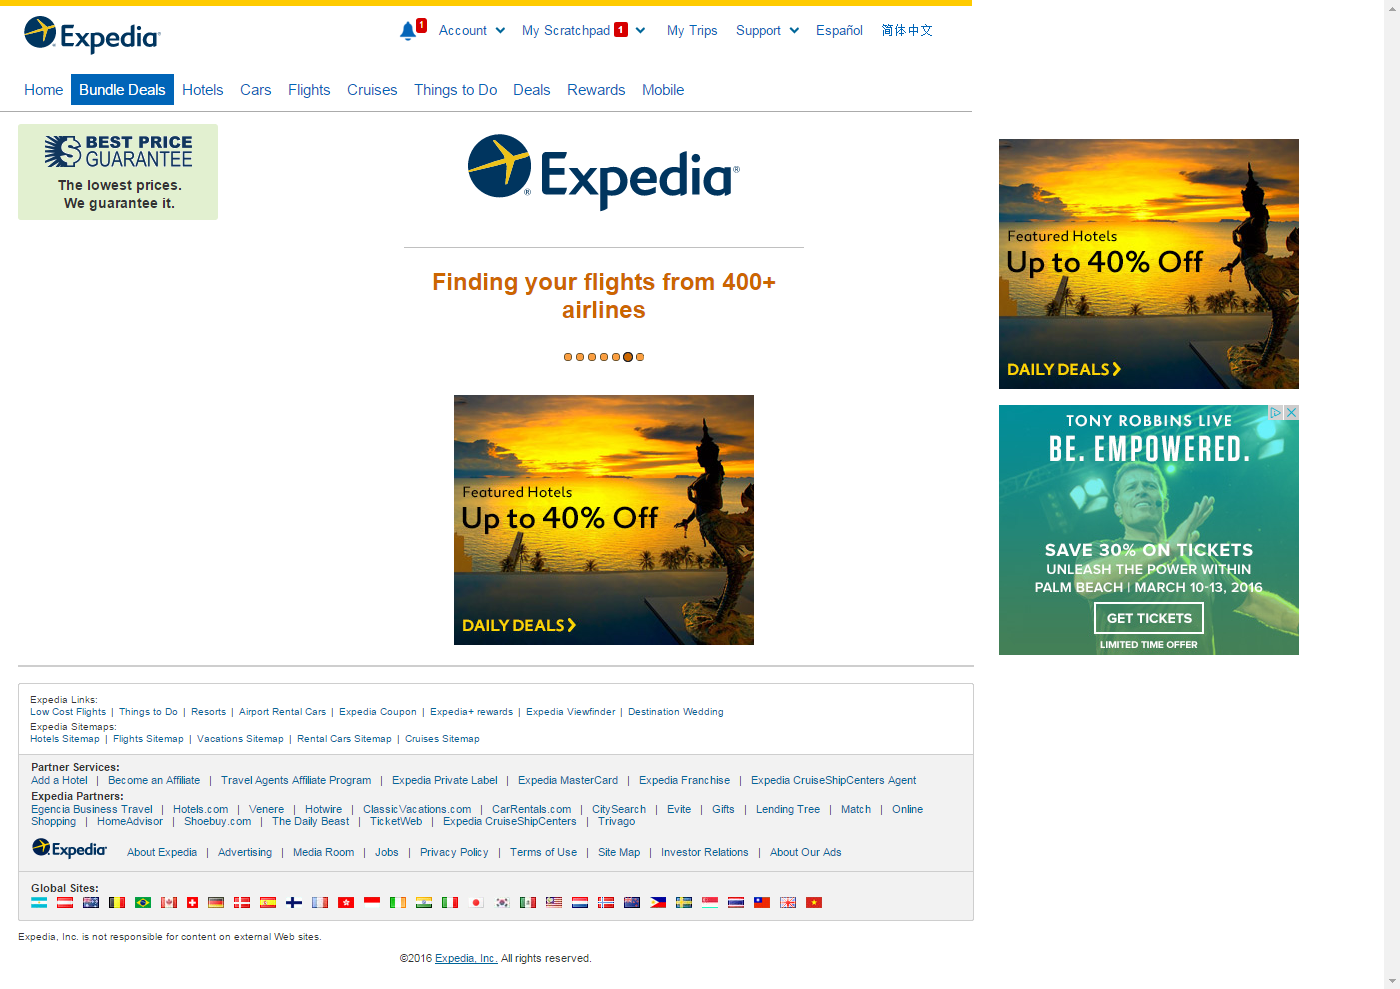 Expedia®
1
Account
My Scratchpad 1
My Trips
Support
Español
简体中文
Home
Bundle Deals
Hotels
Cars
Flights
Cruises
Things to Do
Deals
Rewards
Mobile
BEST PRICE
GUARANTEE
The lowest prices.
We guarantee it.
Expedia®
Finding your flights from 400+
airlines
Featured Hotels
Up to 40% Off
DAILY DEALS
Featured Hotels
Up to 40% Off
DAILY DEALS
TONY ROBBINS LIVE
BE. EMPOWERED.
SAVE 30% ON TICKETS
UNLEASH THE POWER WITHIN
PALM BEACH | MARCH 10-13, 2016
GET TICKETS
LIMITED TIME OFFER
Expedia Links:
Low Cost Flights | Things to Do | Resorts | Airport Rental Cars | Expedia Coupon | Expedia+ rewards | Expedia Viewfinder | Destination Wedding
Expedia Sitemaps:
Hotels Sitemap | Flights Sitemap | Vacations Sitemap | Rental Cars Sitemap | Cruises Sitemap
Partner Services:
Add a Hotel | Become an Affiliate | Travel Agents Affiliate Program | Expedia Private Label | Expedia MasterCard | Expedia Franchise | Expedia CruiseShipCenters Agent
Expedia Partners:
Egencia Business Travel | Hotels.com | Venere | Hotwire | ClassicVacations.com | CarRentals.com | CitySearch | Evite | Gifts | Lending Tree | Match | Online
Shopping | HomeAdvisor | Shoebuy.com | The Daily Beast | TicketWeb | Expedia CruiseShipCenters | Trivago
Expedia
About Expedia | Advertising | Media Room | Jobs | Privacy Policy | Terms of Use | Site Map | Investor Relations | About Our Ads
Global Sites:
Expedia, Inc. is not responsible for content on external Web sites.
©2016 Expedia, Inc. All rights reserved.